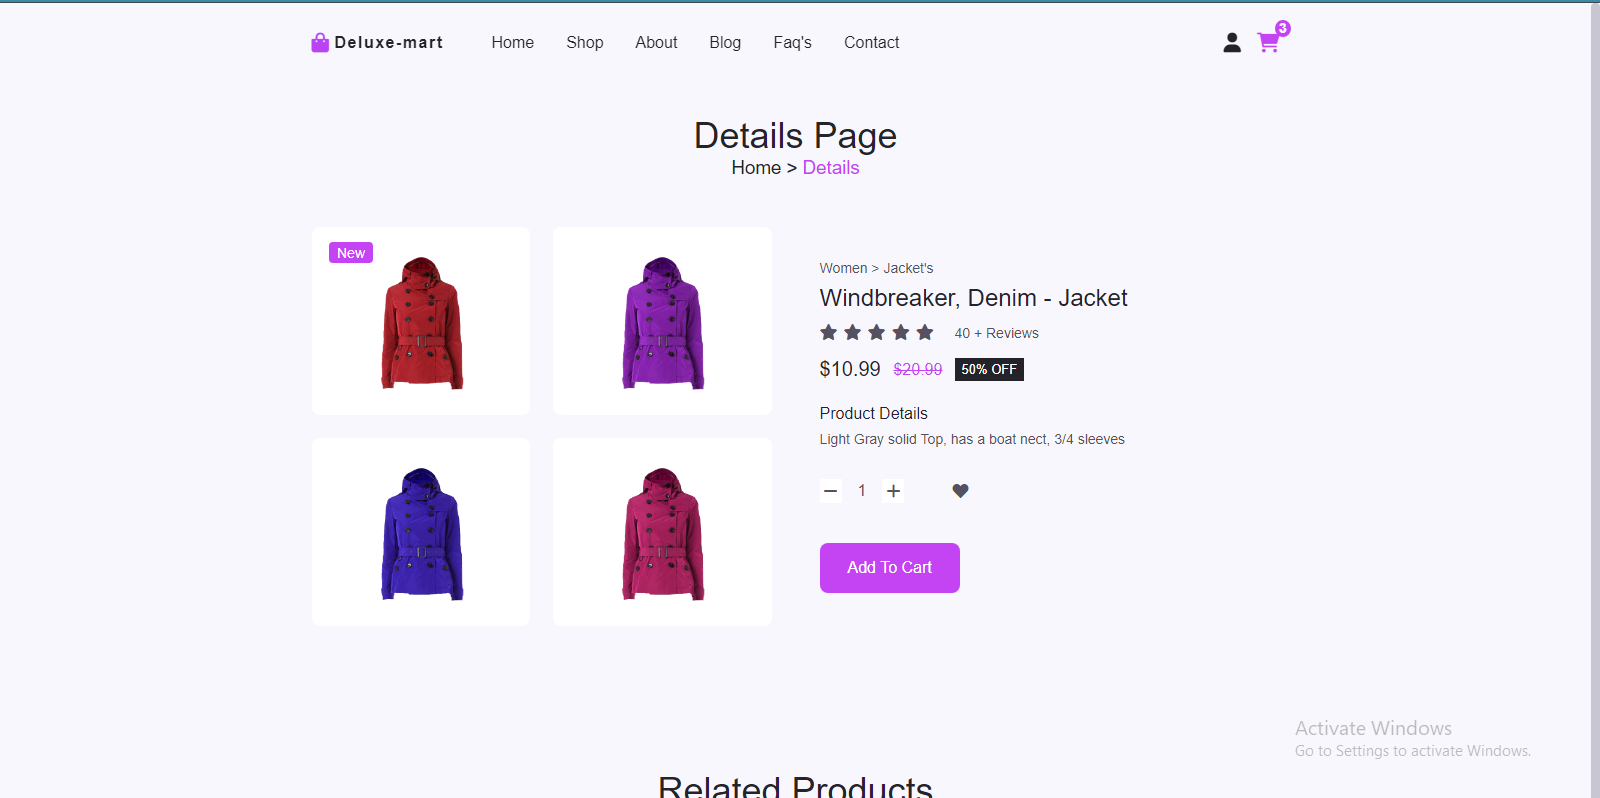 Deluxe-mart Home Shop About Blog Faq's Contact 3
Details Page
Home > Details
New
Women > Jacket's
Windbreaker, Denim - Jacket
40 + Reviews
$10.99 $20.99 50% OFF
Product Details
Light Gray solid Top, has a boat nect, 3/4 sleeves
1
Add To Cart
Activate Windows
Go to Settings to activate Windows.
Related Products